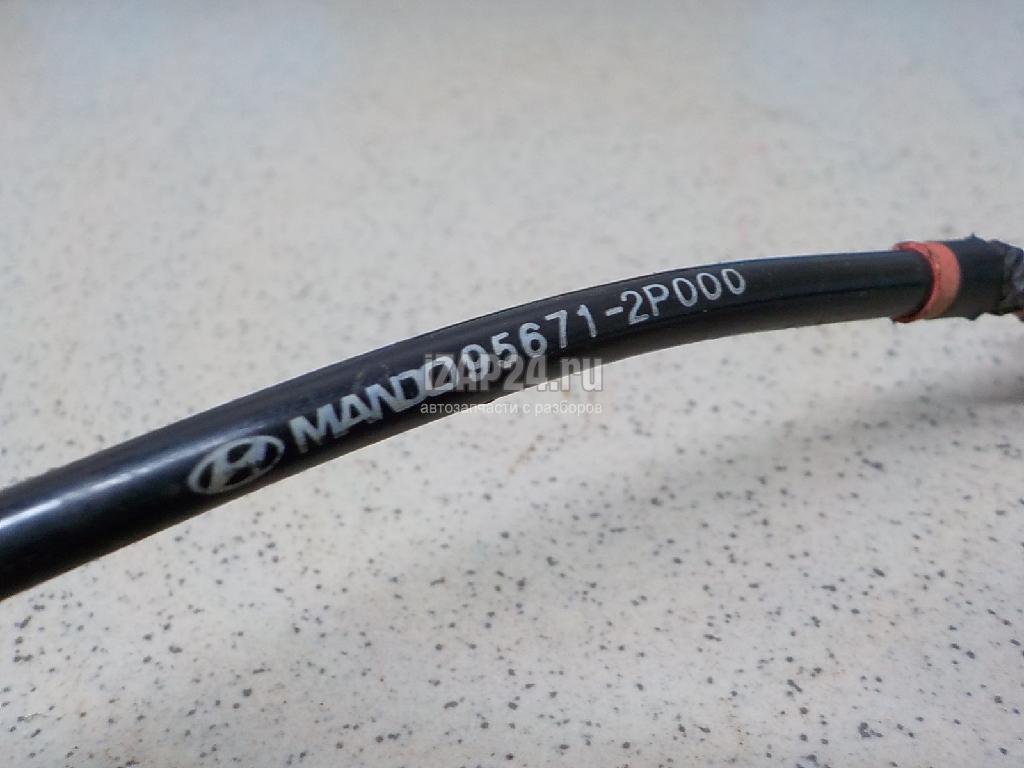 MANDO 95671-2P000
iZAP24.ru
автозапчасти с разборов